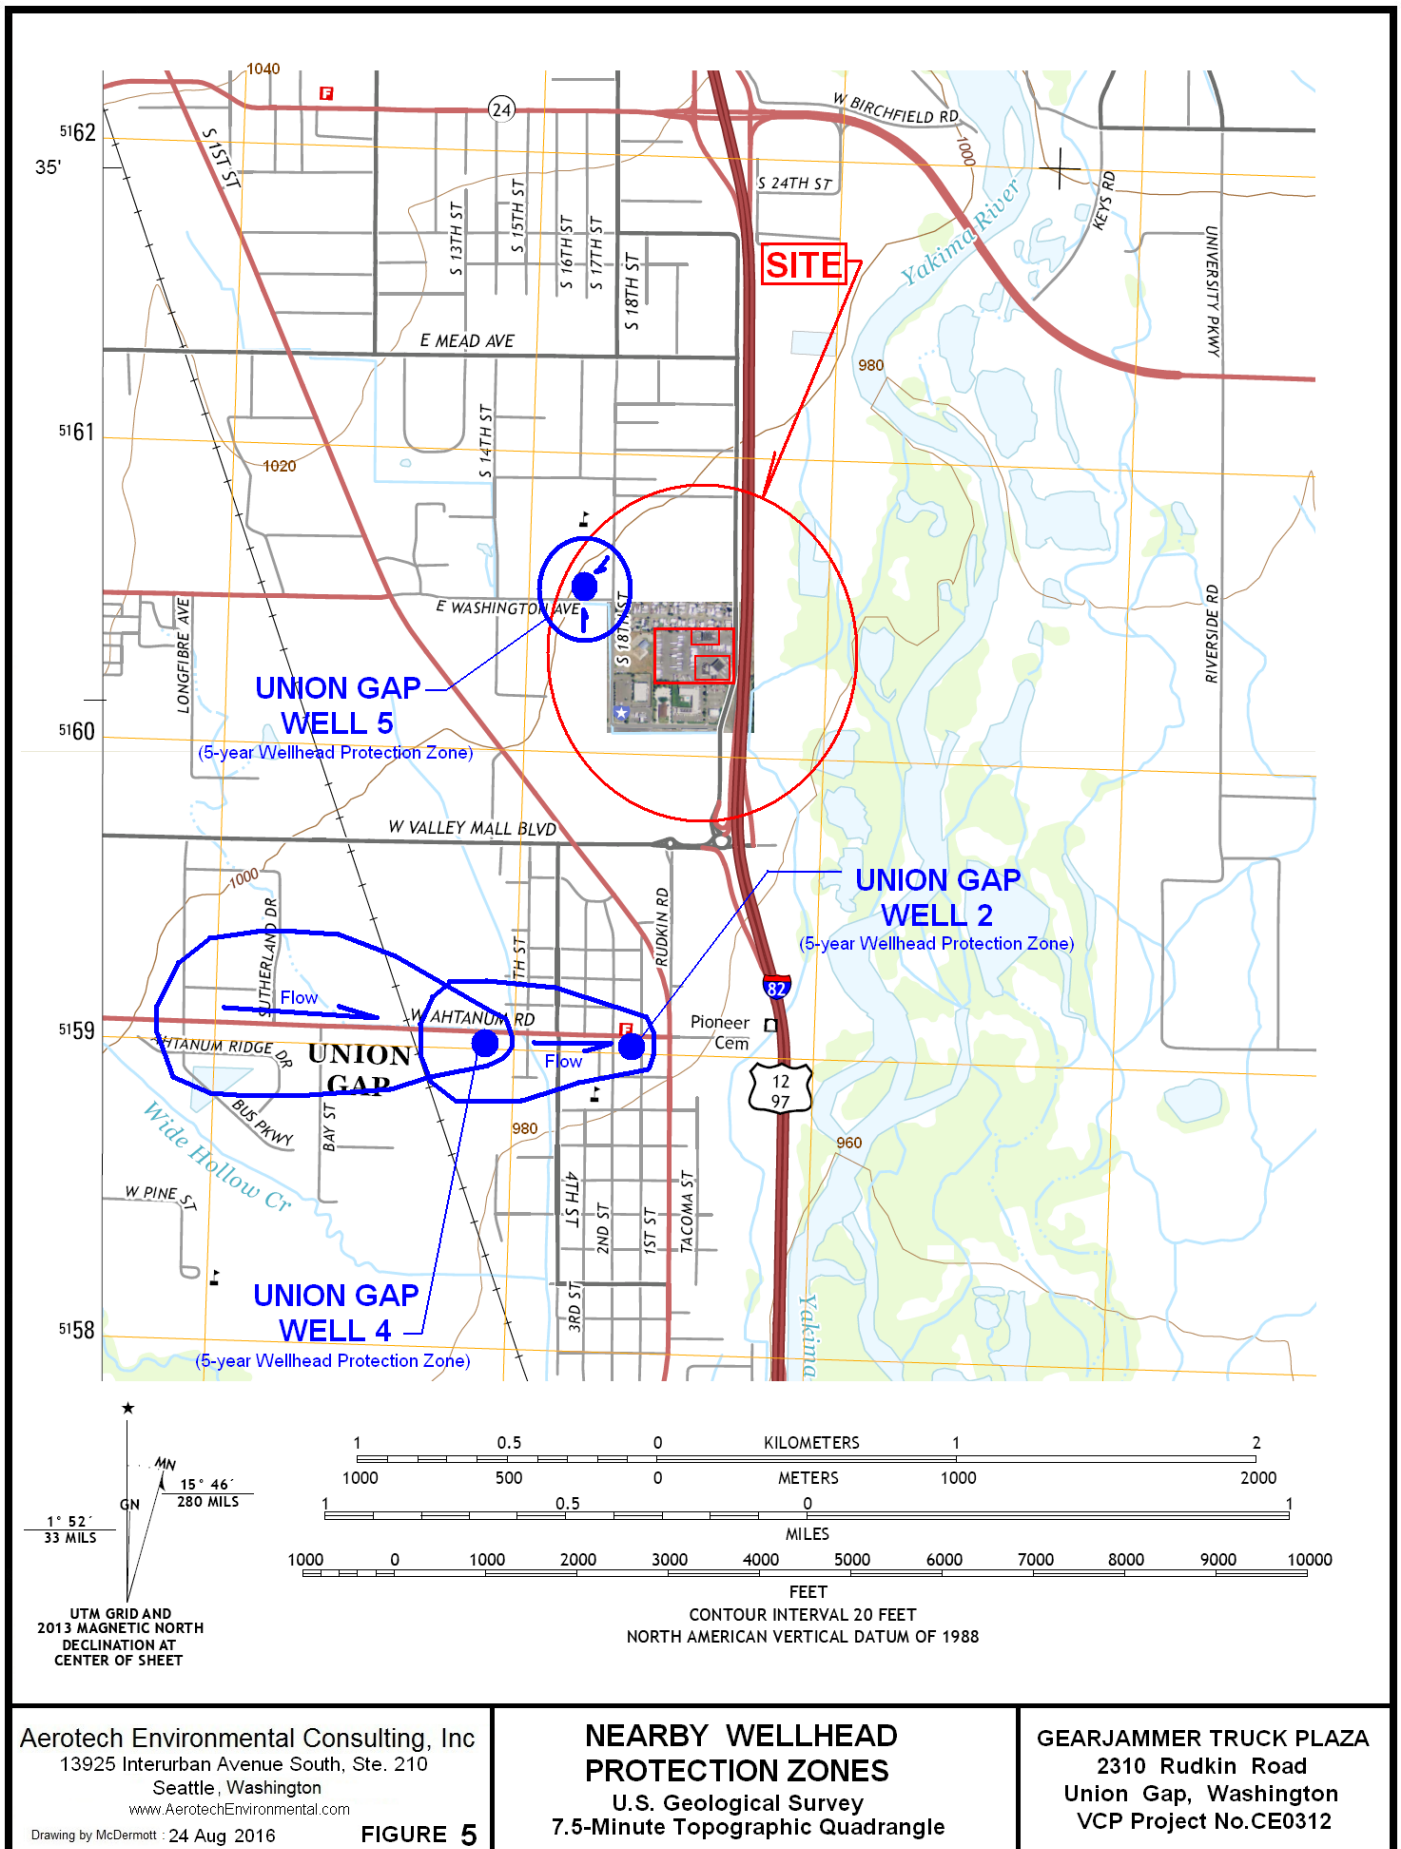 1040
F
24
W BIRCHFIELD RD
1000
5162
35'
S 1ST ST
S 24TH ST
KEYS RD
S 13TH ST
S 15TH ST
S 16TH ST
S 17TH ST
S 18TH ST
Yakima River
UNIVERSITY PKWY
SITE
E MEAD AVE
980
5161
S 14TH ST
1020
E WASHINGTON AVE
S 18TH ST
LONGFIBRE AVE
RIVERSIDE RD
UNION GAP
WELL 5
(5-year Wellhead Protection Zone)
5160
W VALLEY MALL BLVD
1000
UNION GAP
WELL 2
(5-year Wellhead Protection Zone)
SUTHERLAND DR
TH ST
RUDKIN RD
82
Flow
W AHTANUM RD
F
Pioneer
Cem
5159
AHTANUM RIDGE DR
UNION
GAP
Flow
12
97
BUS PKWY
BAY ST
980
960
Wide Hollow Cr
W PINE ST
4TH ST
2ND ST
1ST ST
TACOMA ST
UNION GAP
WELL 4
(5-year Wellhead Protection Zone)
3RD ST
Yakima
5158
MN
GN
15° 46´
280 MILS
1° 52´
33 MILS
UTM GRID AND
2013 MAGNETIC NORTH
DECLINATION AT
CENTER OF SHEET
1 0.5 0 KILOMETERS 1 2
1000 500 0 METERS 1000 2000
1 0.5 0 1
MILES
1000 0 1000 2000 3000 4000 5000 6000 7000 8000 9000 10000
FEET
CONTOUR INTERVAL 20 FEET
NORTH AMERICAN VERTICAL DATUM OF 1988
Aerotech Environmental Consulting, Inc
13925 Interurban Avenue South, Ste. 210
Seattle, Washington
www.AerotechEnvironmental.com
Drawing by McDermott : 24 Aug 2016 FIGURE 5
NEARBY WELLHEAD
PROTECTION ZONES
U.S. Geological Survey
7.5-Minute Topographic Quadrangle
GEARJAMMER TRUCK PLAZA
2310 Rudkin Road
Union Gap, Washington
VCP Project No.CE0312